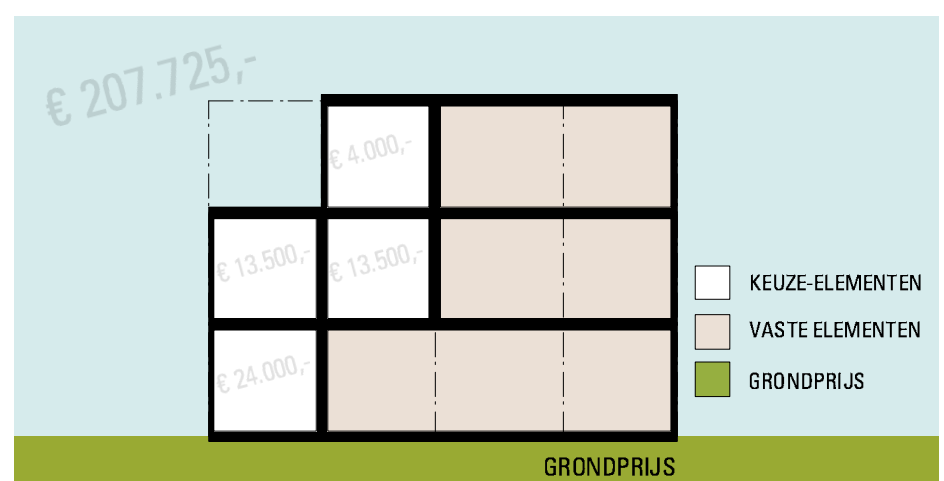 € 207.725,-
€ 4.000,-
€ 13.500,-
€ 13.500,-
€ 24.000,-
KEUZE-ELEMENTEN
VASTE ELEMENTEN
GRONDPRIJS
GRONDPRIJS